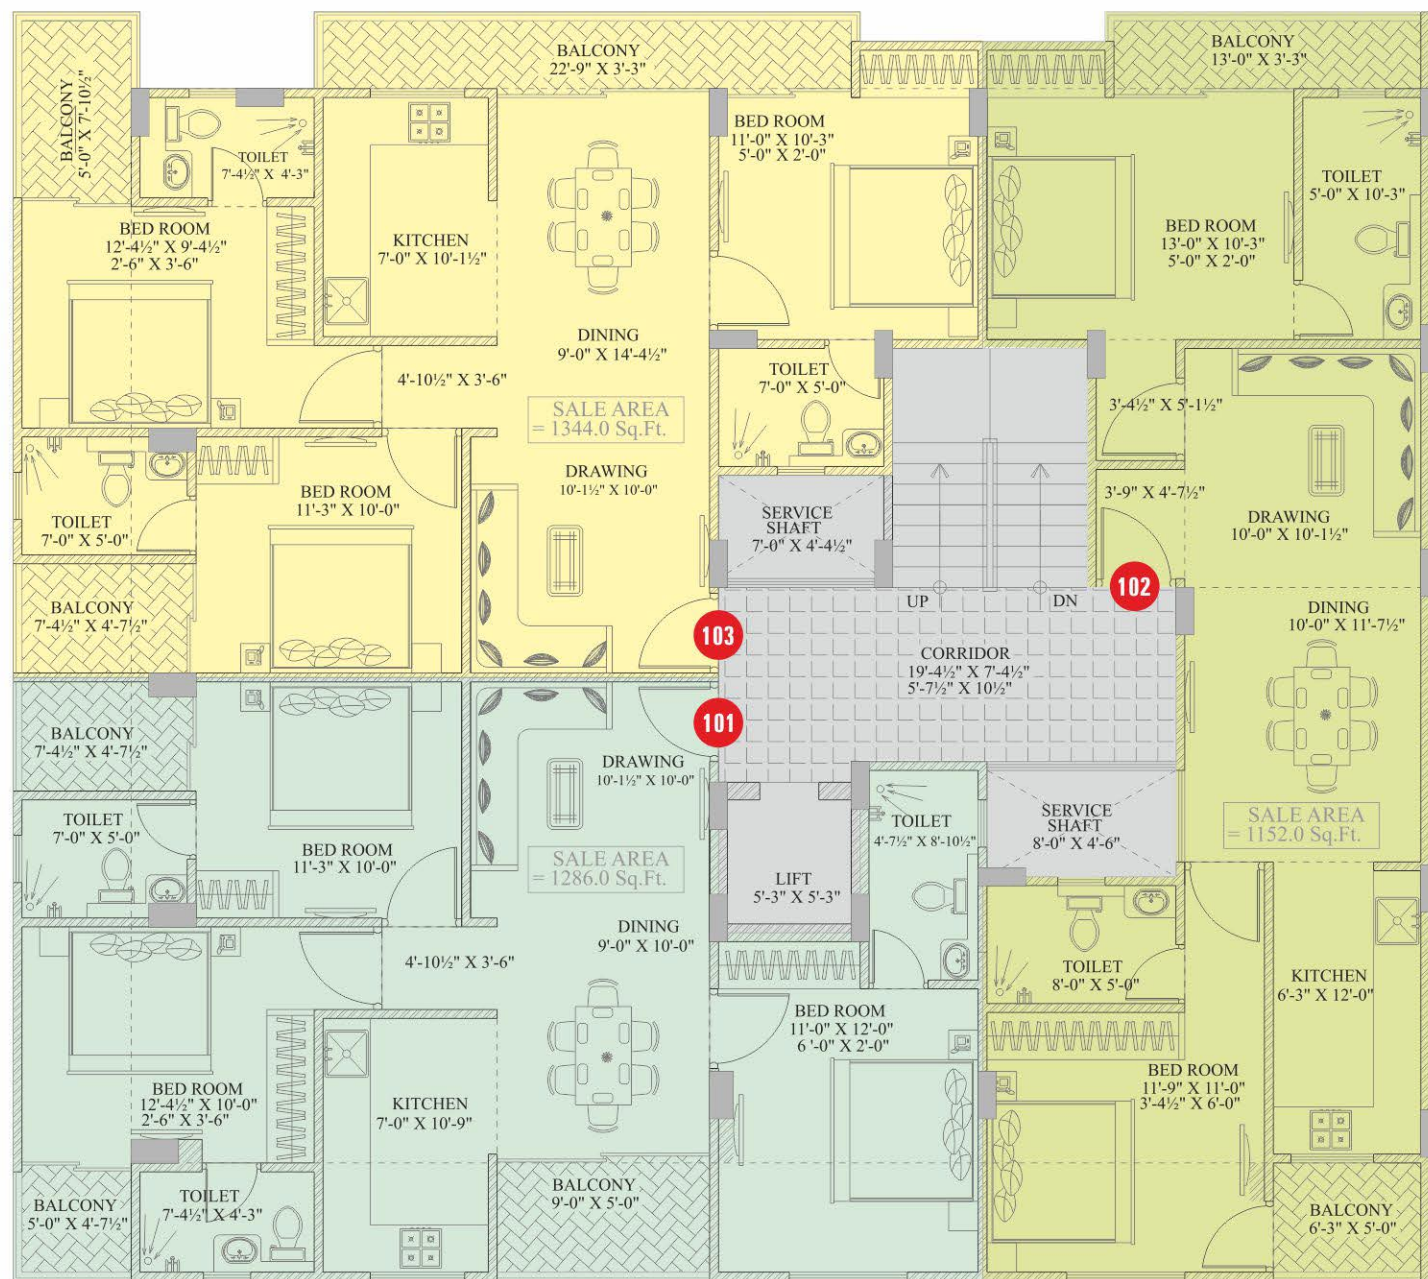 BALCONY
5'-0" X 7'-10½"
TOILET
7'-4½" X 4'-3"
BED ROOM
12'-4½" X 9'-4½"
2'-6" X 3'-6"
KITCHEN
7'-0" X 10'-1½"
BALCONY
22'-9" X 3'-3"
DINING
9'-0" X 14'-4½"
4'-10½" X 3'-6"
BED ROOM
11'-0" X 10'-3"
5'-0" X 2'-0"
TOILET
7'-0" X 5'-0"
SALE AREA
= 1344.0 Sq.Ft.
DRAWING
10'-1½" X 10'-0"
BED ROOM
11'-3" X 10'-0"
TOILET
7'-0" X 5'-0"
BALCONY
7'-4½" X 4'-7½"
103
BALCONY
13'-0" X 3'-3"
TOILET
5'-0" X 10'-3"
BED ROOM
13'-0" X 10'-3"
5'-0" X 2'-0"
3'-4½" X 5'-1½"
3'-9" X 4'-7½"
DRAWING
10'-0" X 10'-1½"
102
DINING
10'-0" X 11'-7½"
SALE AREA
= 1152.0 Sq.Ft.
SERVICE
SHAFT
7'-0" X 4'-4½"
UP
DN
CORRIDOR
19'-4½" X 7'-4½"
5'-7½" X 10½"
SERVICE
SHAFT
8'-0" X 4'-6"
LIFT
5'-3" X 5'-3"
101
BALCONY
7'-4½" X 4'-7½"
DRAWING
10'-1½" X 10'-0"
TOILET
7'-0" X 5'-0"
BED ROOM
11'-3" X 10'-0"
SALE AREA
= 1286.0 Sq.Ft.
TOILET
4'-7½" X 8'-10½"
DINING
9'-0" X 10'-0"
4'-10½" X 3'-6"
BED ROOM
11'-0" X 12'-0"
6 '-0" X 2'-0"
BED ROOM
12'-4½" X 10'-0"
2'-6" X 3'-6"
KITCHEN
7'-0" X 10'-9"
BALCONY
5'-0" X 4'-7½"
TOILET
7'-4½" X 4'-3"
BALCONY
9'-0" X 5'-0"
TOILET
8'-0" X 5'-0"
KITCHEN
6'-3" X 12'-0"
BED ROOM
11'-9" X 11'-0"
3'-4½" X 6'-0"
BALCONY
6'-3" X 5'-0"